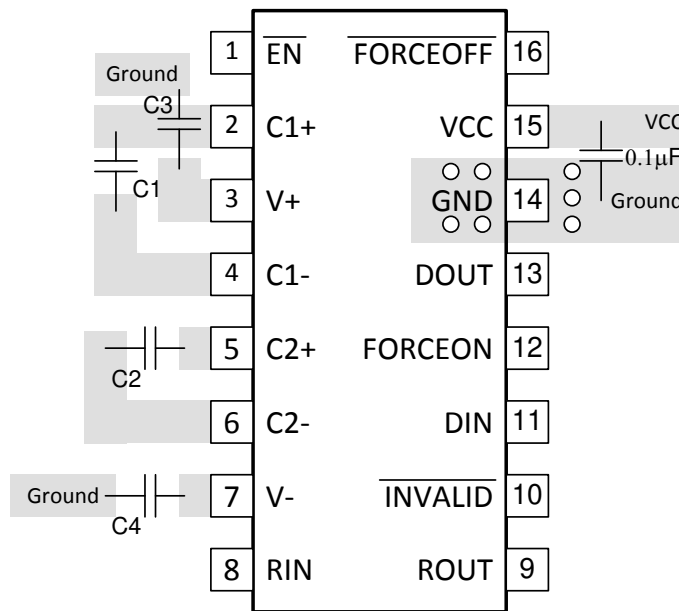 1 EN FORCEOFF 16
Ground
C3
2 C1+ VCC 15 VCC
C1 0.1μF
3 V+ GND 14 Ground
4 C1- DOUT 13
5 C2+ FORCEON 12
C2
6 C2- DIN 11
Ground 7 V- INVALID 10
C4
8 RIN ROUT 9